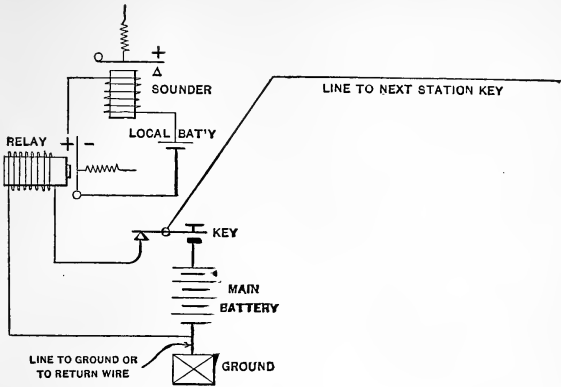 +
SOUNDER
LINE TO NEXT STATION KEY
LOCAL BAT'Y
RELAY
+ -
KEY
MAIN
BATTERY
LINE TO GROUND OR
TO RETURN WIRE
GROUND